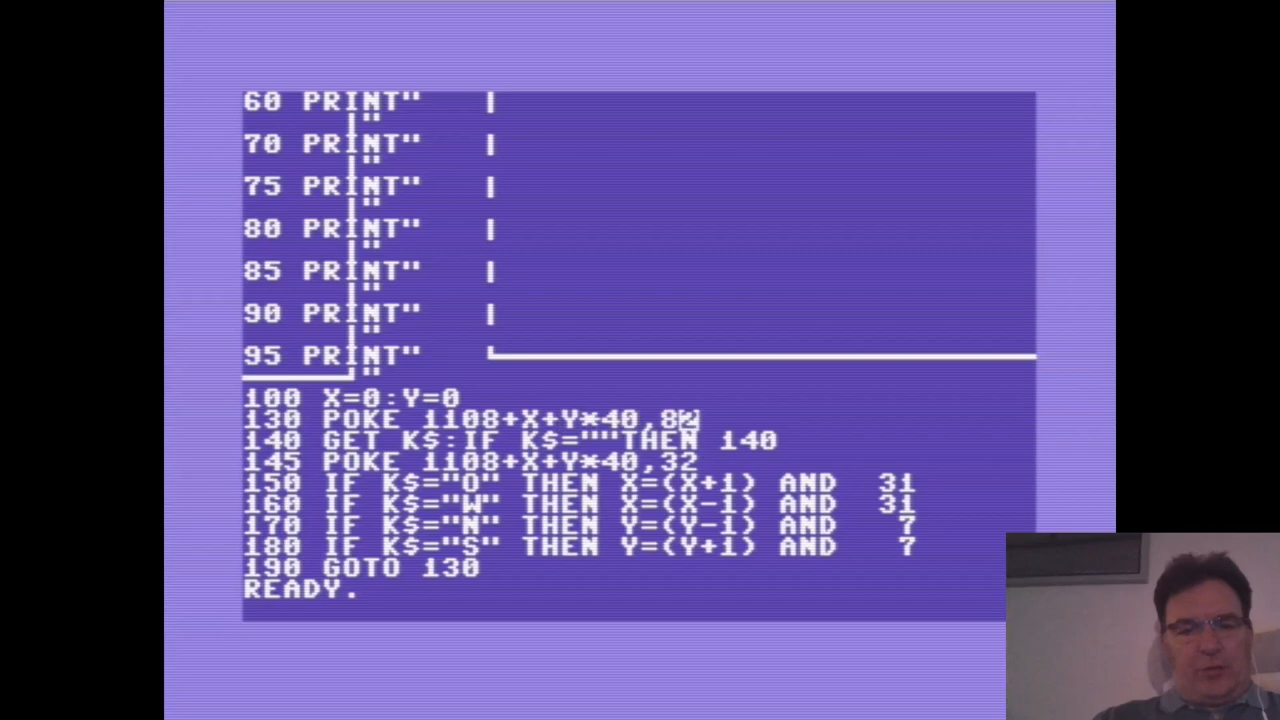 60 PRINT"    |
|"
70 PRINT"    |
|"
75 PRINT"    |
|"
80 PRINT"    |
|"
85 PRINT"    |
|"
90 PRINT"    |
|"
95 PRINT"
"
100 X=0:Y=0
130 POKE 1108+X+Y*40,82
140 GET K$:IF K$=""THEN 140
145 POKE 1108+X+Y*40,32
150 IF K$="O" THEN X=(X+1) AND  31
160 IF K$="W" THEN X=(X-1) AND  31
170 IF K$="N" THEN Y=(Y-1) AND   7
180 IF K$="S" THEN Y=(Y+1) AND   7
190 GOTO 130
READY.